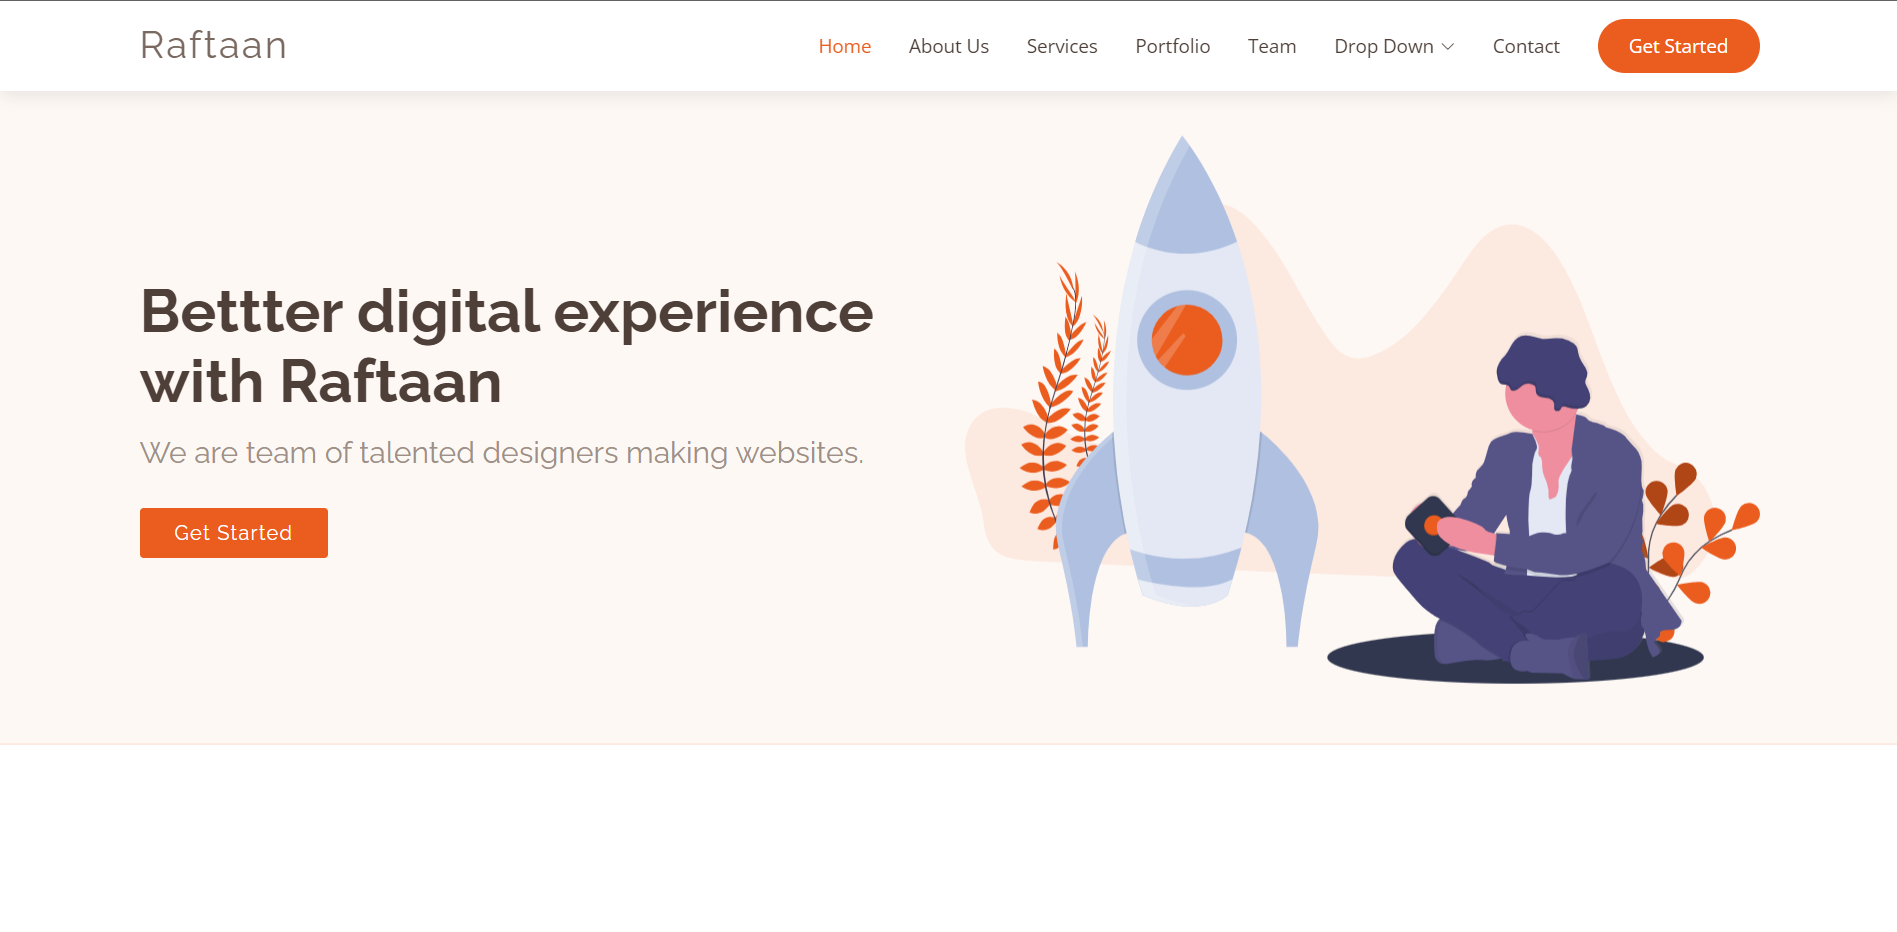 Raftaan
Home
About Us
Services
Portfolio
Team
Drop Down
Contact
Get Started
Bettter digital experience
with Raftaan
We are team of talented designers making websites.
Get Started